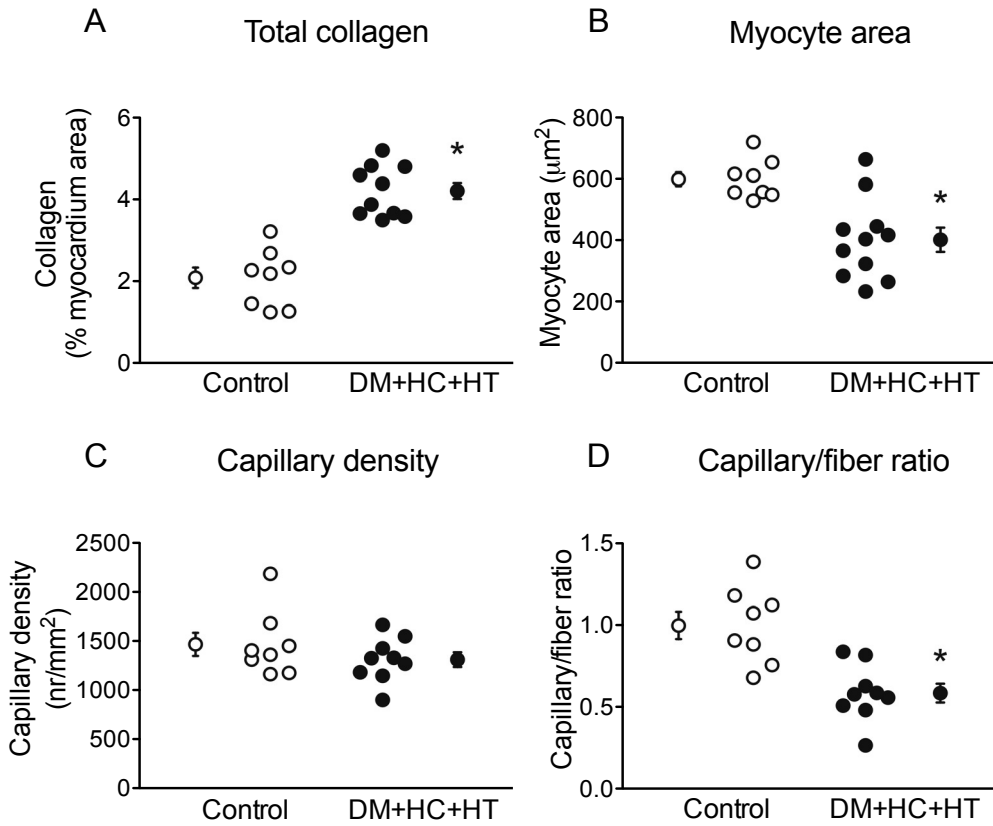 A
Total collagen
Collagen
(% myocardium area)
6
4
2
0
*
Control
DM+HC+HT
B
Myocyte area
Myocyte area (μm²)
800
600
400
200
0
*
Control
DM+HC+HT
C
Capillary density
Capillary density
(nr/mm²)
2500
2000
1500
1000
500
0
Control
DM+HC+HT
D
Capillary/fiber ratio
Capillary/fiber ratio
1.5
1.0
0.5
0.0
*
Control
DM+HC+HT